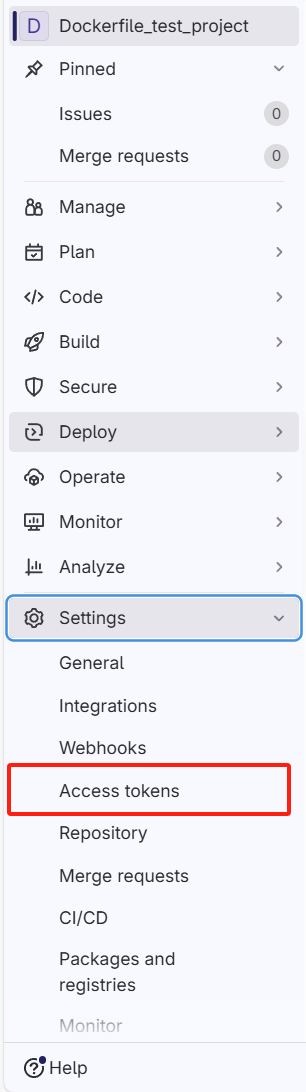 D Dockerfile_test_project
Pinned
Issues 0
Merge requests 0
Manage
Plan
Code
Build
Secure
Deploy
Operate
Monitor
Analyze
Settings
General
Integrations
Webhooks
Access tokens
Repository
Merge requests
CI/CD
Packages and
registries
Monitor
Help